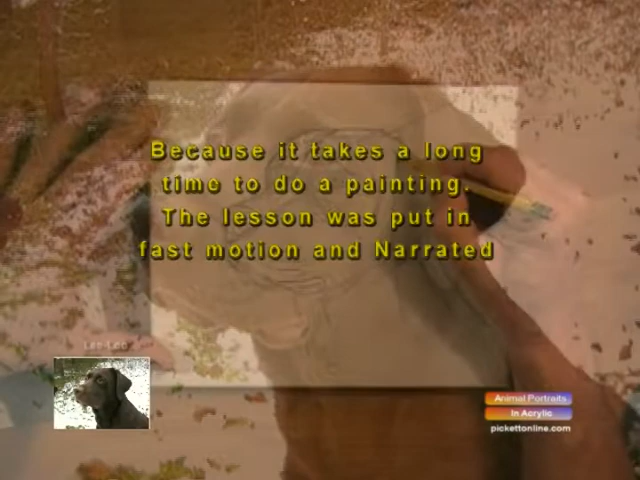 Because it takes a long
time to do a painting.
The lesson was put in
fast motion and Narrated
Animal Portraits
In Acrylic
pickettonline.com